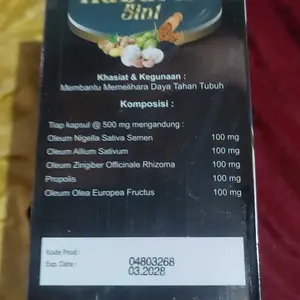 5ini
Khasiat & Kegunaan :
Membantu Memelihara Daya Tahan Tubuh
Komposisi :
Tiap kapsul @ 500 mg mengandung :
Oleum Nigella Sativa Semen 100 mg
Oleum Allium Sativum 100 mg
Oleum Zingiber Officinale Rhizoma 100 mg
Propolis 100 mg
Oleum Olea Europea Fructus 100 mg
Kode Prod : 04803268
Exp. Date : 03.2028